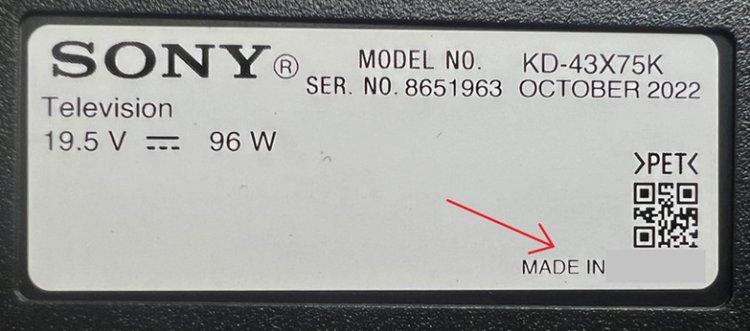 SONY®
MODEL NO. KD-43X75K
SER. NO. 8651963 OCTOBER 2022
Television
19.5 V ⎓ 96 W
>PET<
MADE IN